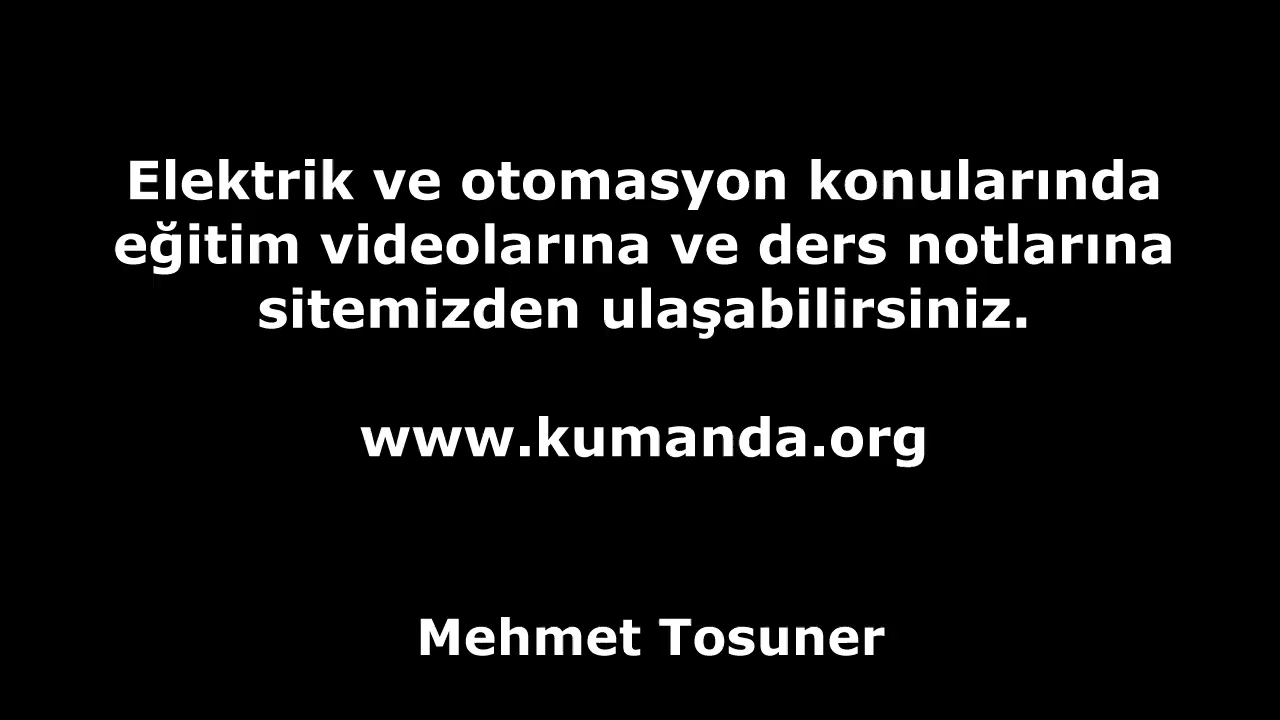 Elektrik ve otomasyon konularında
eğitim videolarına ve ders notlarına
sitemizden ulaşabilirsiniz.
www.kumanda.org
Mehmet Tosuner